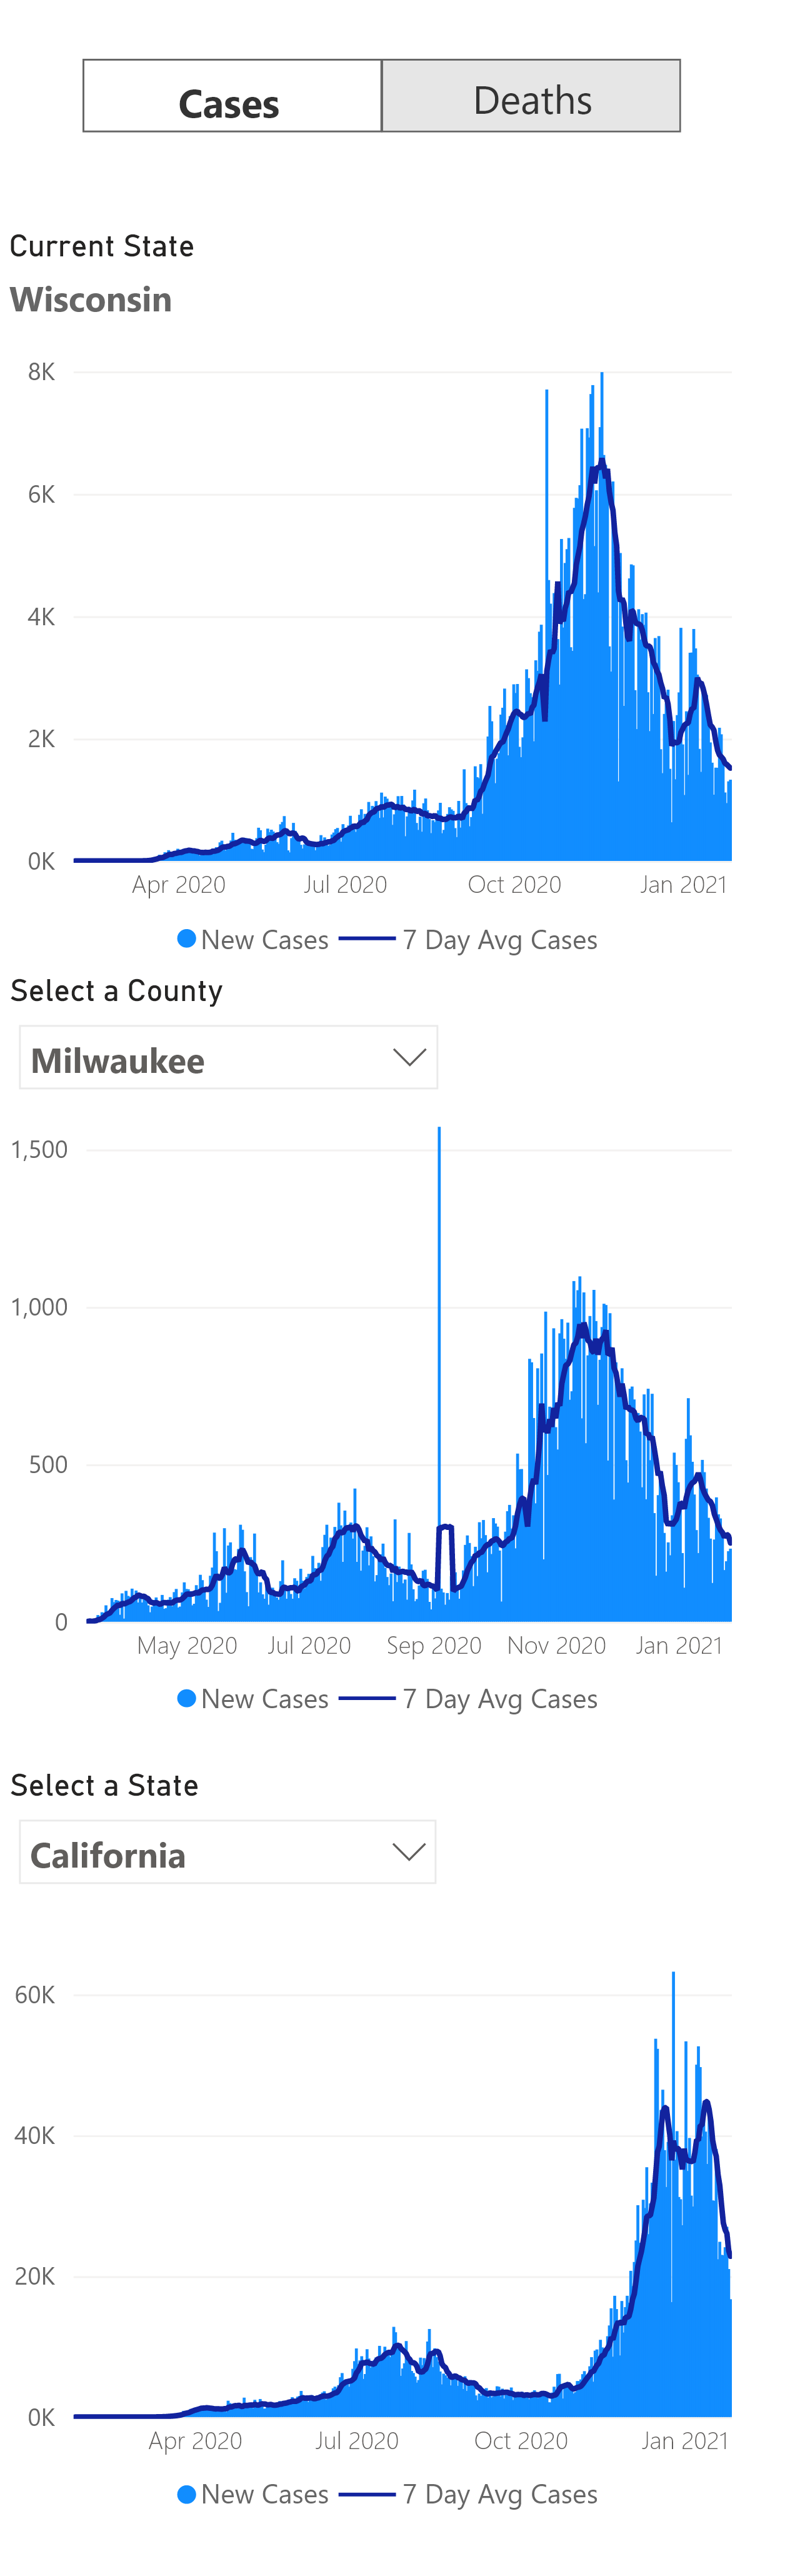 Cases Deaths
Current State
Wisconsin
8K
6K
4K
2K
0K
Apr 2020 Jul 2020 Oct 2020 Jan 2021
New Cases 7 Day Avg Cases
Select a County
Milwaukee
1,500
1,000
500
0
May 2020 Jul 2020 Sep 2020 Nov 2020 Jan 2021
New Cases 7 Day Avg Cases
Select a State
California
60K
40K
20K
0K
Apr 2020 Jul 2020 Oct 2020 Jan 2021
New Cases 7 Day Avg Cases